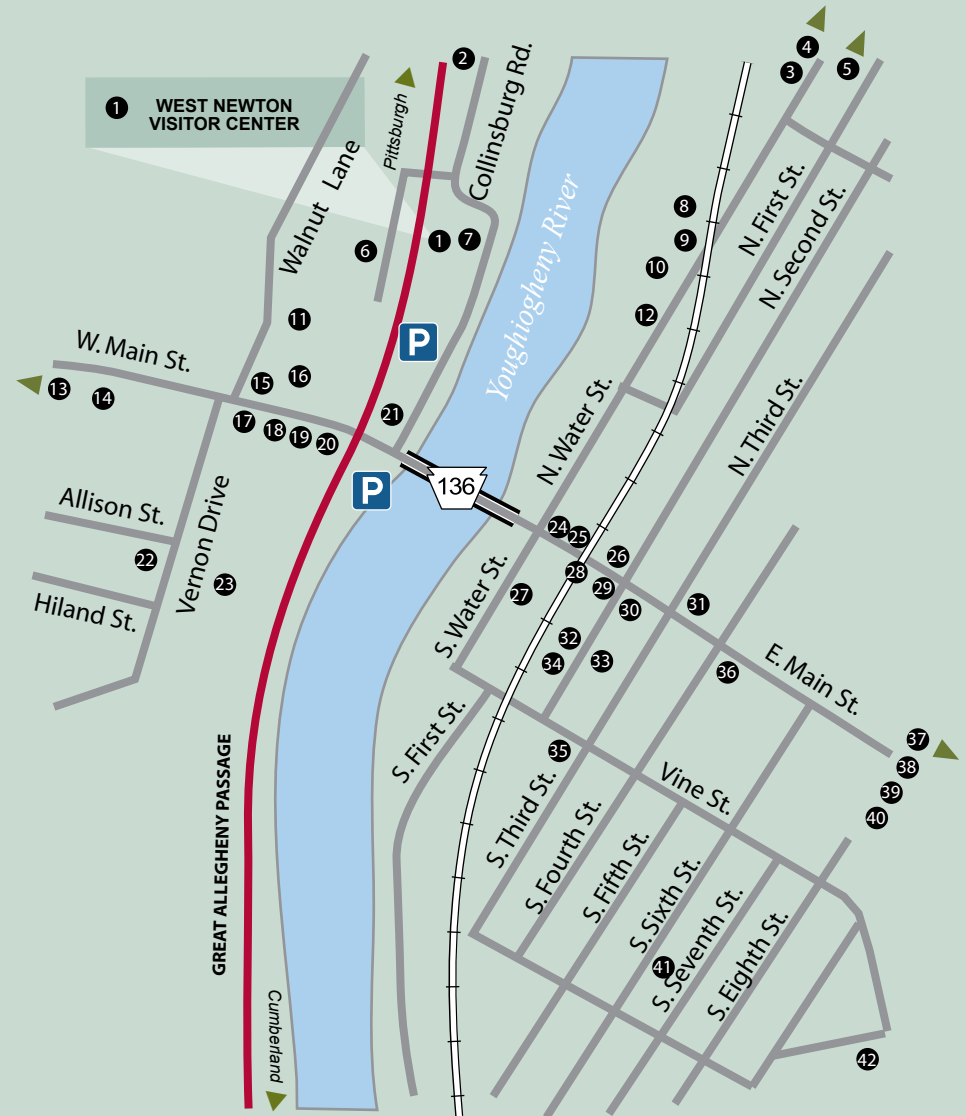 4
2
3
5
1 WEST NEWTON
VISITOR CENTER
Pittsburgh
Collinsburg Rd.
Walnut Lane
N. First St.
N. Second St.
8
1
7
9
6
10
Youghiogheny River
12
11
P
W. Main St.
13
14
15
16
N. Water St.
N. Third St.
17
18
19
20
21
P
136
Allison St.
Vernon Drive
22
23
Hiland St.
24
25
26
28
29
27
30
31
S. Water St.
32
34
33
36
E. Main St.
S. First St.
35
37
38
39
40
Vine St.
GREAT ALLEGHENY PASSAGE
S. Third St.
S. Fourth St.
S. Fifth St.
S. Sixth St.
41
S. Seventh St.
S. Eighth St.
Cumberland
42